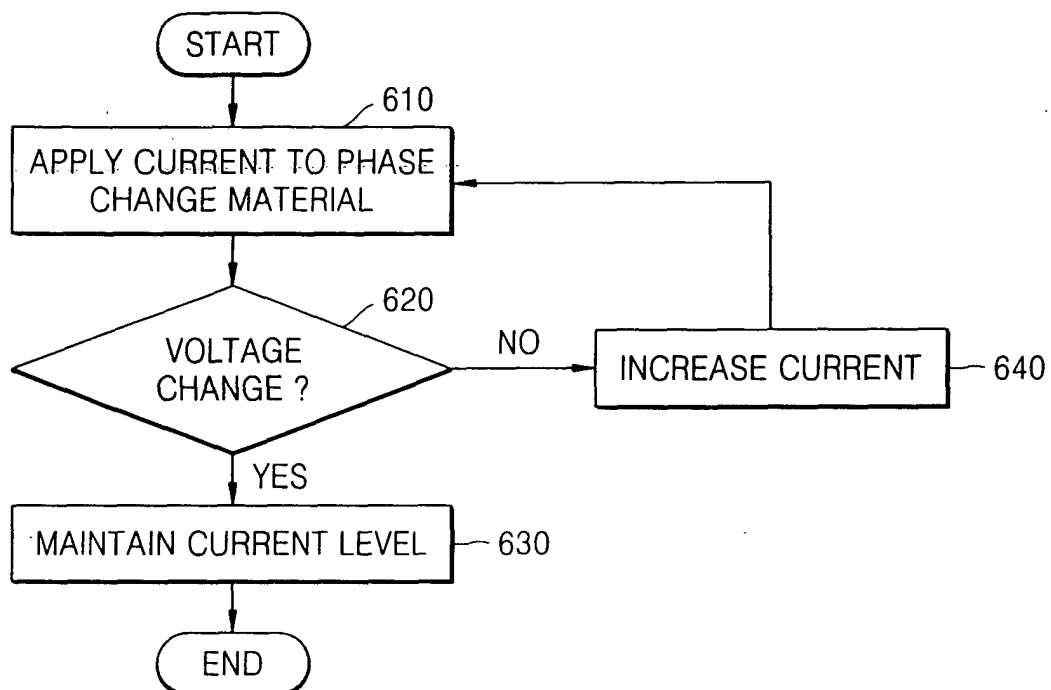 START
610
APPLY CURRENT TO PHASE
CHANGE MATERIAL
620
VOLTAGE
CHANGE ?
NO
INCREASE CURRENT
640
YES
MAINTAIN CURRENT LEVEL
630
END